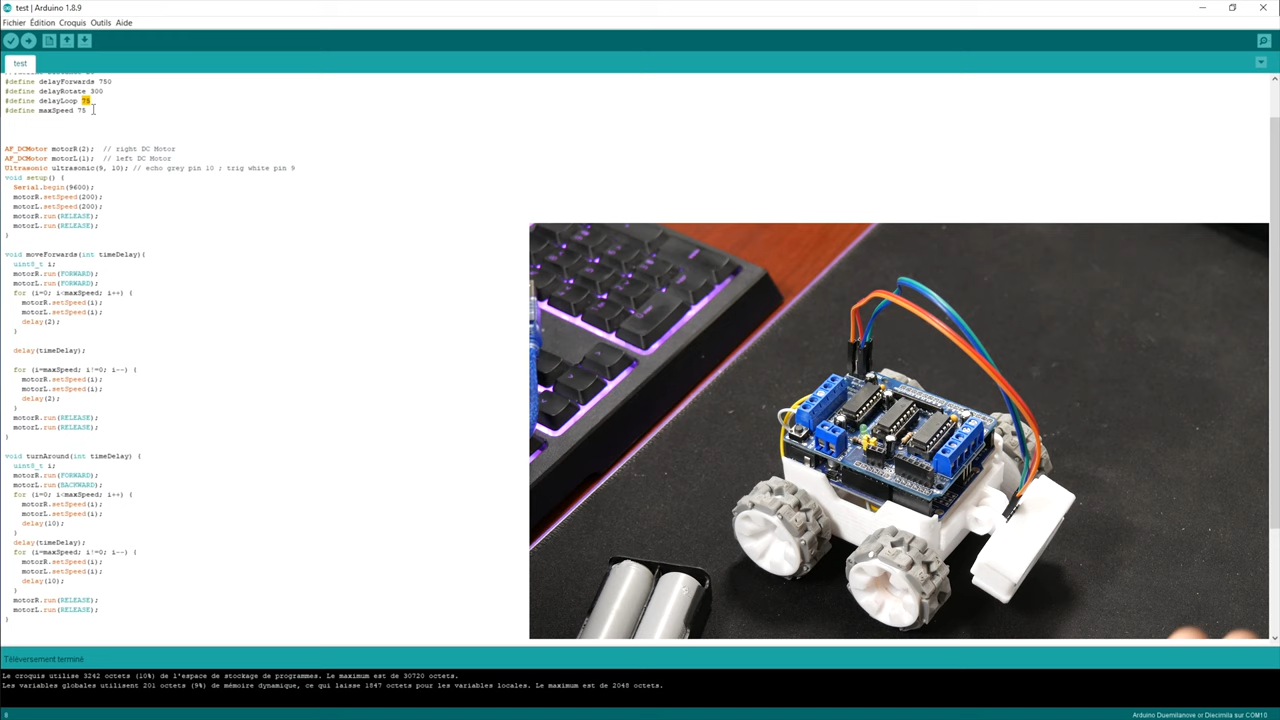 test | Arduino 1.8.9
Fichier Édition Croquis Outils Aide
test
#define delayForwards 750
#define delayRotate 300
#define delayLoop 75
#define maxSpeed 75
AF_DCMotor motorR(2);  // right DC Motor
AF_DCMotor motorL(1);  // left DC Motor
Ultrasonic ultrasonic(9, 10); // echo grey pin 10 ; trig white pin 9
void setup() {
Serial.begin(9600);
motorR.setSpeed(200);
motorL.setSpeed(200);
motorR.run(RELEASE);
motorL.run(RELEASE);
}
void moveForwards(int timeDelay){
uint8_t i;
motorR.run(FORWARD);
motorL.run(FORWARD);
for (i=0; i<maxSpeed; i++) {
motorR.setSpeed(i);
motorL.setSpeed(i);
delay(2);
}
delay(timeDelay);
for (i=maxSpeed; i!=0; i--) {
motorR.setSpeed(i);
motorL.setSpeed(i);
delay(2);
}
motorR.run(RELEASE);
motorL.run(RELEASE);
}
void turnAround(int timeDelay) {
uint8_t i;
motorR.run(FORWARD);
motorL.run(BACKWARD);
for (i=0; i<maxSpeed; i++) {
motorR.setSpeed(i);
motorL.setSpeed(i);
delay(10);
}
delay(timeDelay);
for (i=maxSpeed; i!=0; i--) {
motorR.setSpeed(i);
motorL.setSpeed(i);
delay(10);
}
motorR.run(RELEASE);
motorL.run(RELEASE);
}
Téléversement terminé
Le croquis utilise 3242 octets (10%) de l'espace de stockage de programmes. Le maximum est de 30720 octets.
Les variables globales utilisent 201 octets (9%) de mémoire dynamique, ce qui laisse 1847 octets pour les variables locales. Le maximum est de 2048 octets.
8
Arduino Duemilanove or Diecimila sur COM10